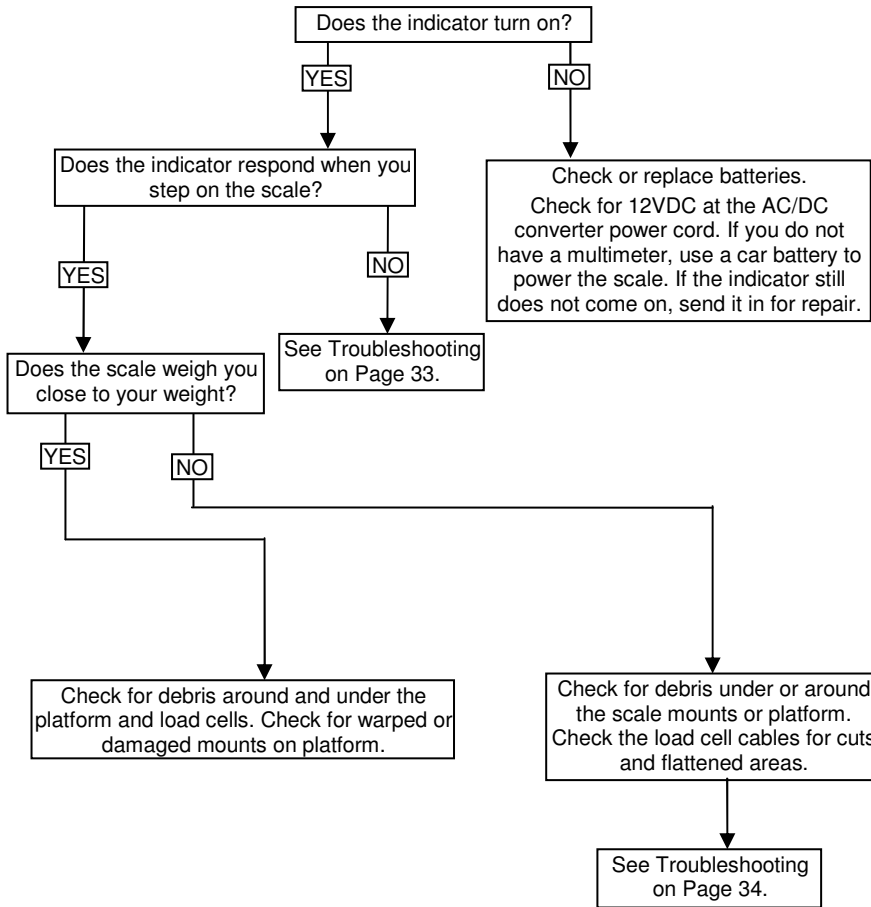 Does the indicator turn on?
YES
NO
Does the indicator respond when you
step on the scale?
Check or replace batteries.
Check for 12VDC at the AC/DC
converter power cord. If you do not
have a multimeter, use a car battery to
power the scale. If the indicator still
does not come on, send it in for repair.
YES
NO
See Troubleshooting
on Page 33.
Does the scale weigh you
close to your weight?
YES
NO
Check for debris around and under the
platform and load cells. Check for warped or
damaged mounts on platform.
Check for debris under or around
the scale mounts or platform.
Check the load cell cables for cuts
and flattened areas.
See Troubleshooting
on Page 34.